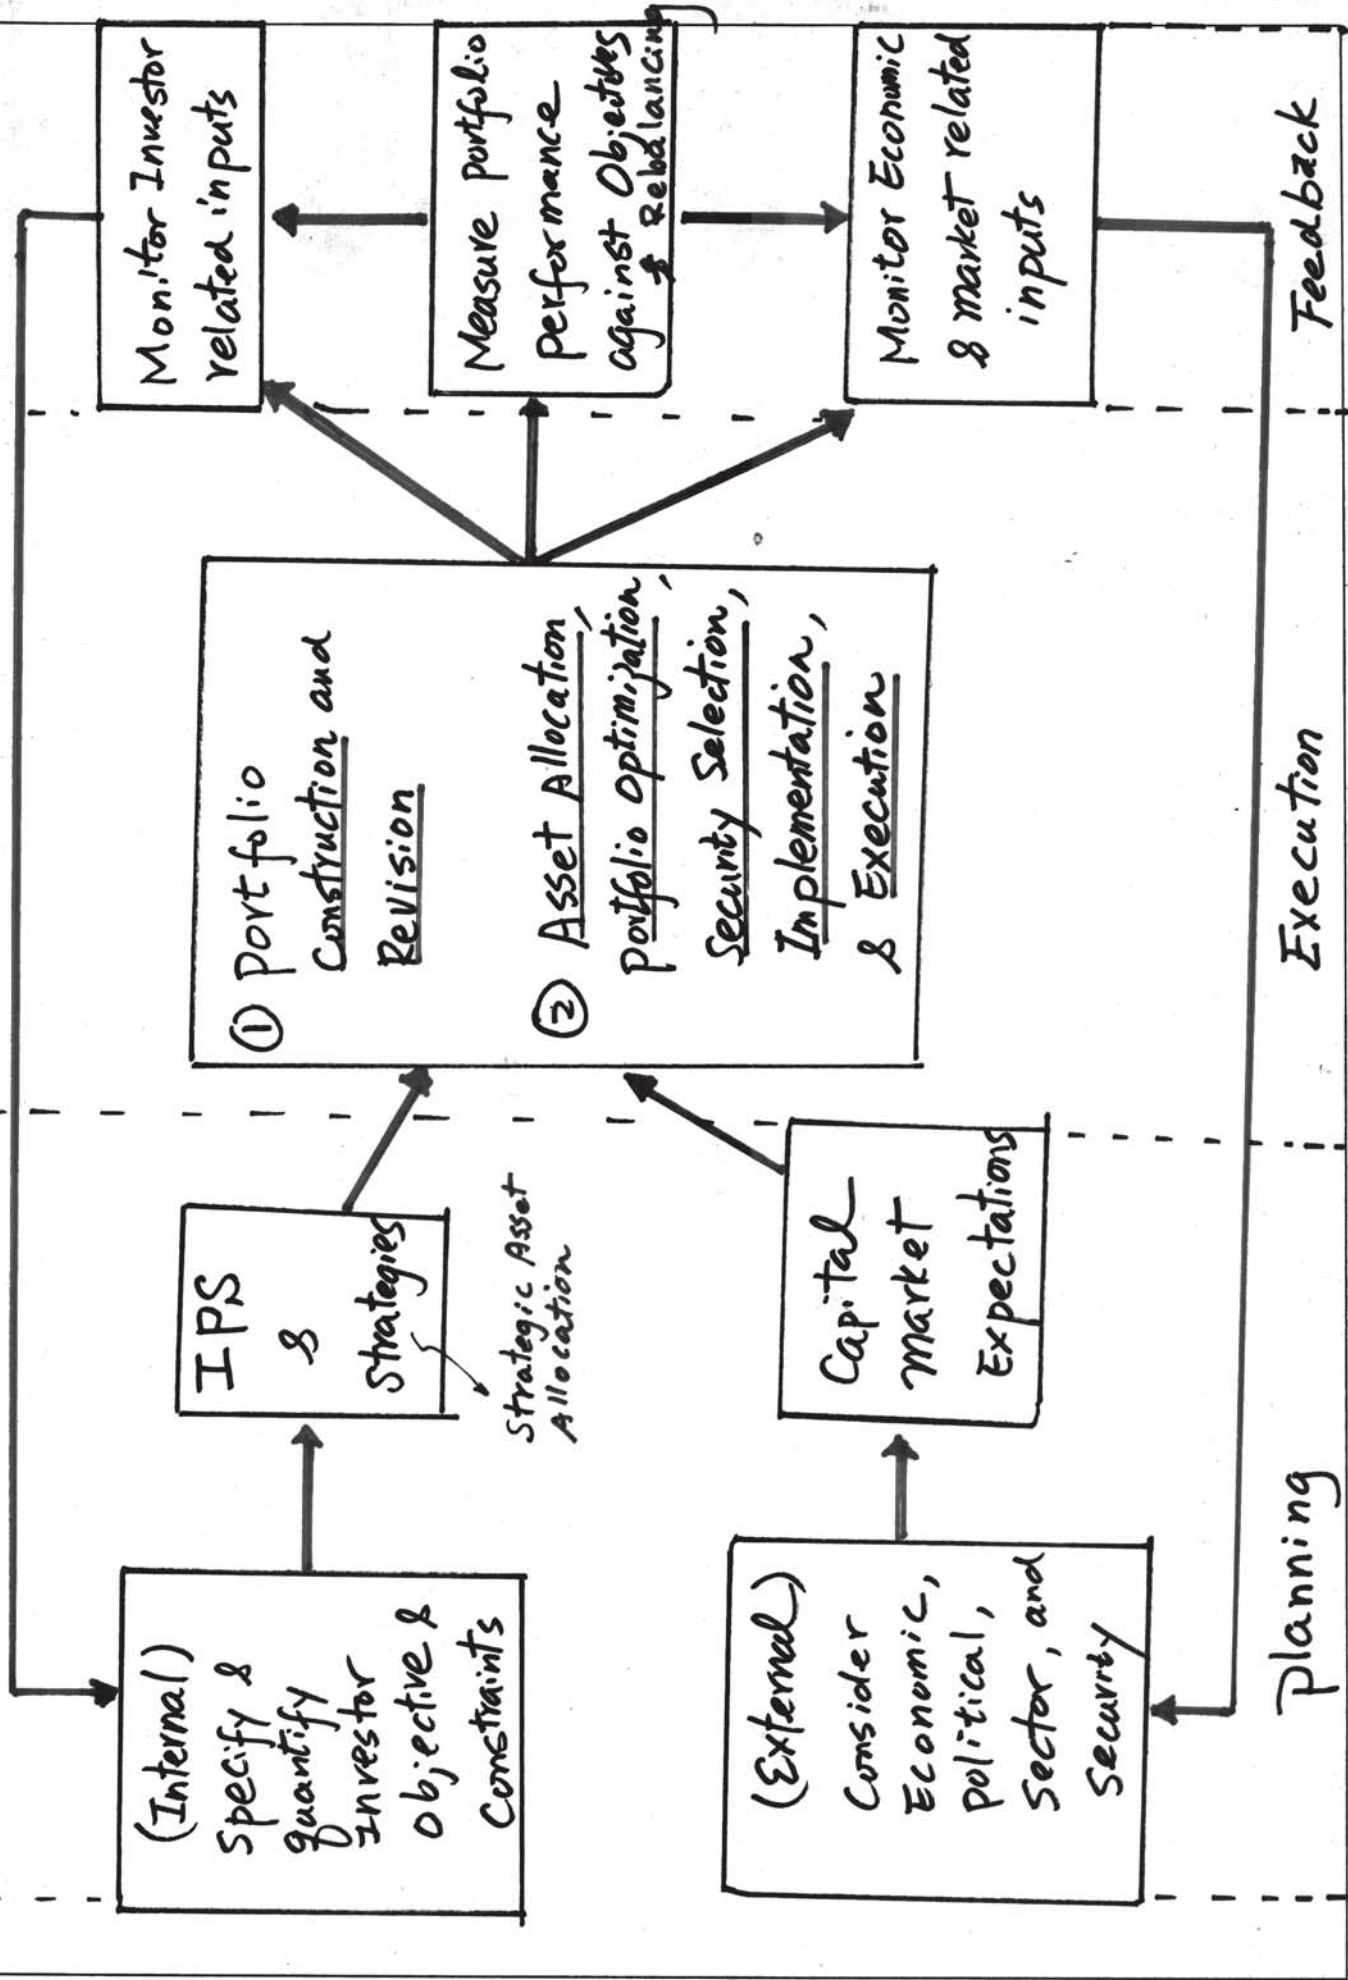 (Internal)
Specify &
quantify
Investor
Objective &
Constraints
(External)
Consider
Economic,
political,
Sector, and
Security
IPS
&
Strategies
Strategic Asset
Allocation
Capital
market
Expectations
① Portfolio
Construction and
Revision
② Asset Allocation,
Portfolio Optimization,
Security Selection,
Implementation,
& Execution
Monitor Investor
related inputs
Measure portfolio
performance
against Objectives
& Rebalancing
Monitor Economic
& market related
inputs
planning
Execution
Feedback